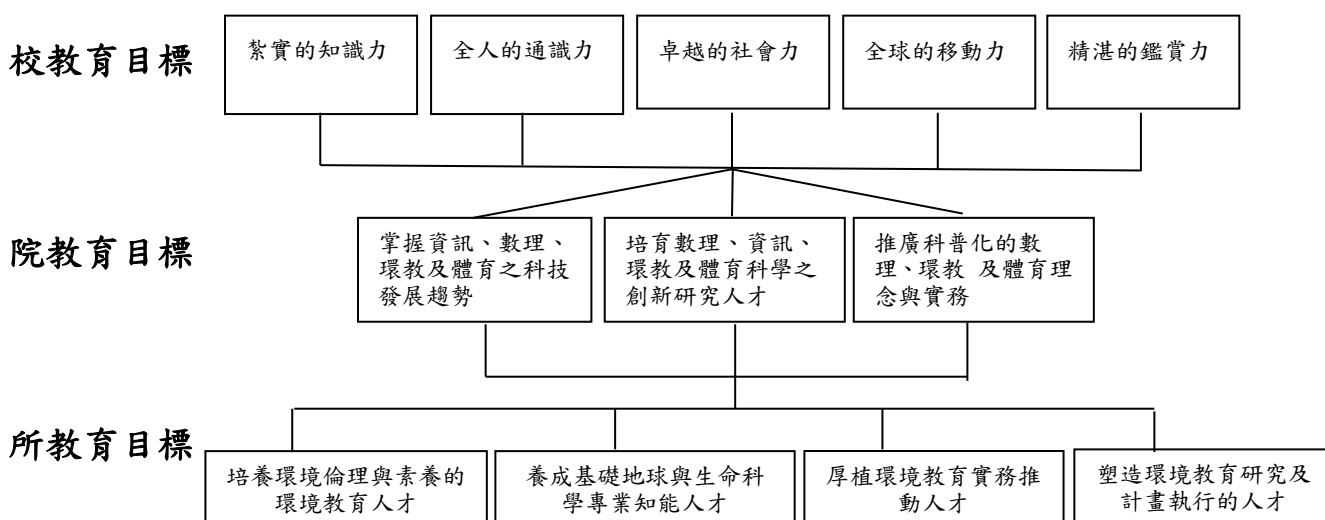 校教育目標
紮實的知識力
全人的通識力
卓越的社會力
全球的移動力
精湛的鑑賞力
院教育目標
掌握資訊、數理、
環教及體育之科技
發展趨勢
培育數理、資訊、
環教及體育科學之
創新研究人才
推廣科普化的數
理、環教 及體育理
念與實務
所教育目標
培養環境倫理與素養的
環境教育人才
養成基礎地球與生命科
學專業知能人才
厚植環境教育實務推
動人才
塑造環境教育研究及
計畫執行的人才